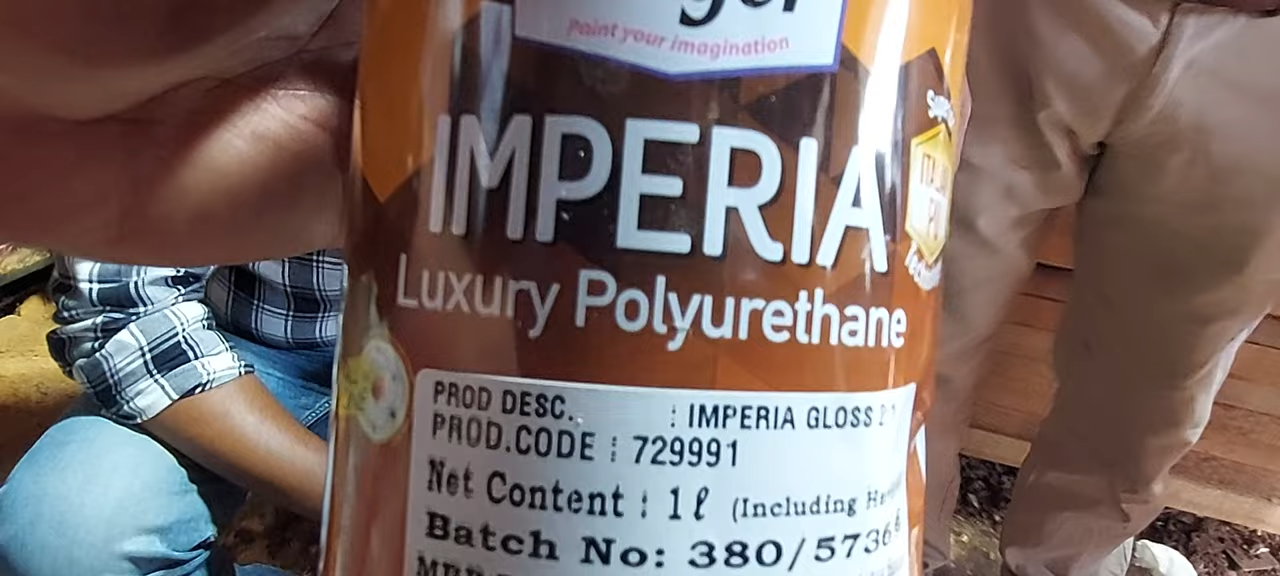 Paint your imagination
IMPERIA
Luxury Polyurethane
PROD DESC. : IMPERIA GLOSS
PROD.CODE : 729991
Net Content : 1ℓ (Including
Batch No: 380/5736